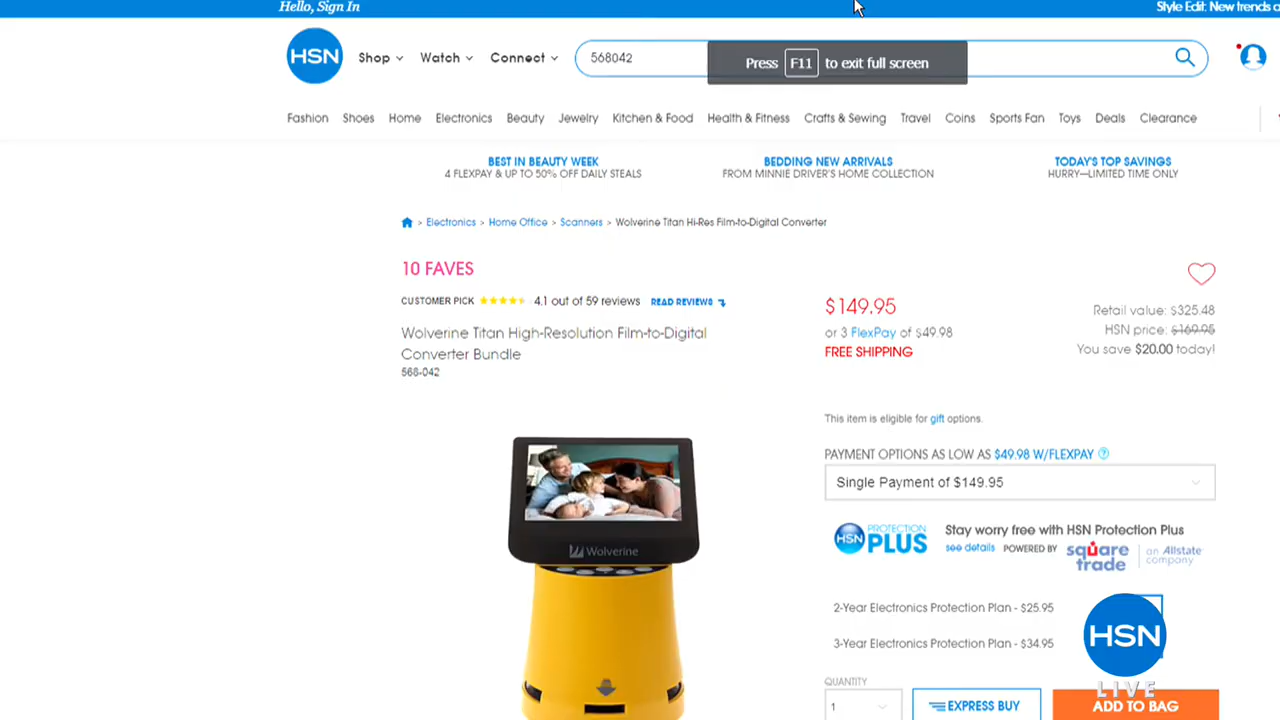 Hello, Sign In
Style Edit: New trends
HSN
Shop
Watch
Connect
568042
Press F11 to exit full screen
Fashion Shoes Home Electronics Beauty Jewelry Kitchen & Food Health & Fitness Crafts & Sewing Travel Coins Sports Fan Toys Deals Clearance
BEST IN BEAUTY WEEK
4 FLEXPAY & UP TO 50% OFF DAILY STEALS
BEDDING NEW ARRIVALS
FROM MINNIE DRIVER'S HOME COLLECTION
TODAY'S TOP SAVINGS
HURRY—LIMITED TIME ONLY
> Electronics > Home Office > Scanners > Wolverine Titan Hi-Res Film-to-Digital Converter
10 FAVES
CUSTOMER PICK 4.1 out of 59 reviews READ REVIEWS
Wolverine Titan High-Resolution Film-to-Digital
Converter Bundle
568-042
$149.95
or 3 FlexPay of $49.98
FREE SHIPPING
Retail value: $325.48
HSN price: $169.95
You save $20.00 today!
This item is eligible for gift options.
PAYMENT OPTIONS AS LOW AS $49.98 W/FLEXPAY ?
Single Payment of $149.95
HSN PROTECTION PLUS
Stay worry free with HSN Protection Plus
see details POWERED BY square trade an Allstate company
2-Year Electronics Protection Plan - $25.95
3-Year Electronics Protection Plan - $34.95
QUANTITY
1
EXPRESS BUY
ADD TO BAG
Wolverine
HSN
LIVE